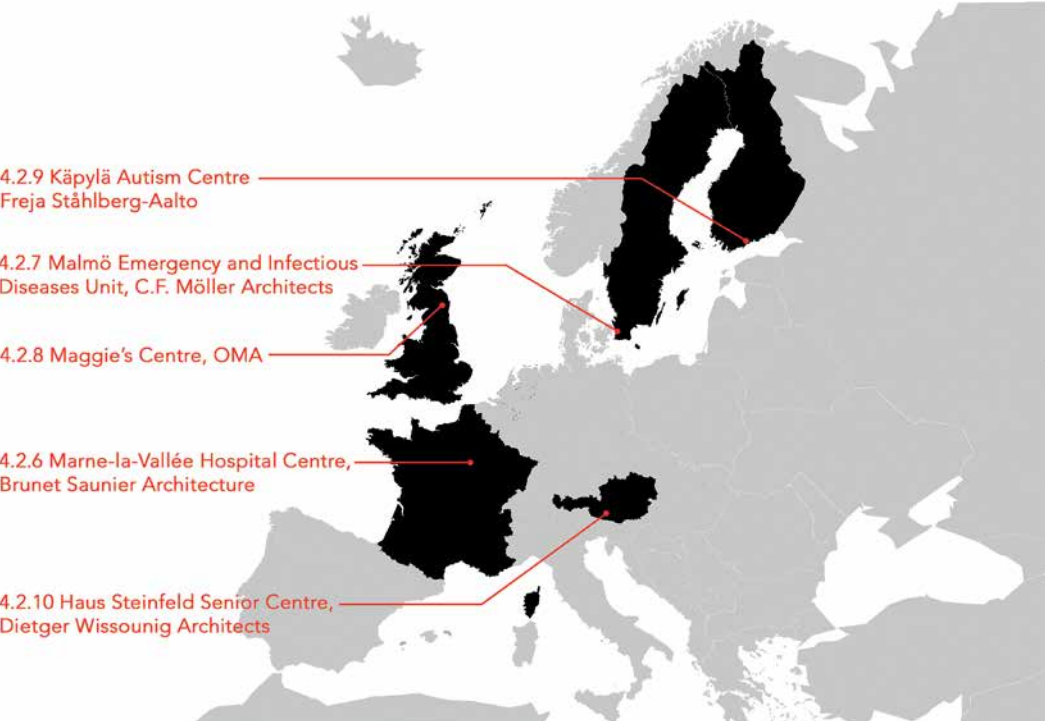 4.2.9 Käpylä Autism Centre
Freja Ståhlberg-Aalto
4.2.7 Malmö Emergency and Infectious
Diseases Unit, C.F. Möller Architects
4.2.8 Maggie's Centre, OMA
4.2.6 Marne-la-Vallée Hospital Centre,
Brunet Saunier Architecture
4.2.10 Haus Steinfeld Senior Centre,
Dietger Wissounig Architects